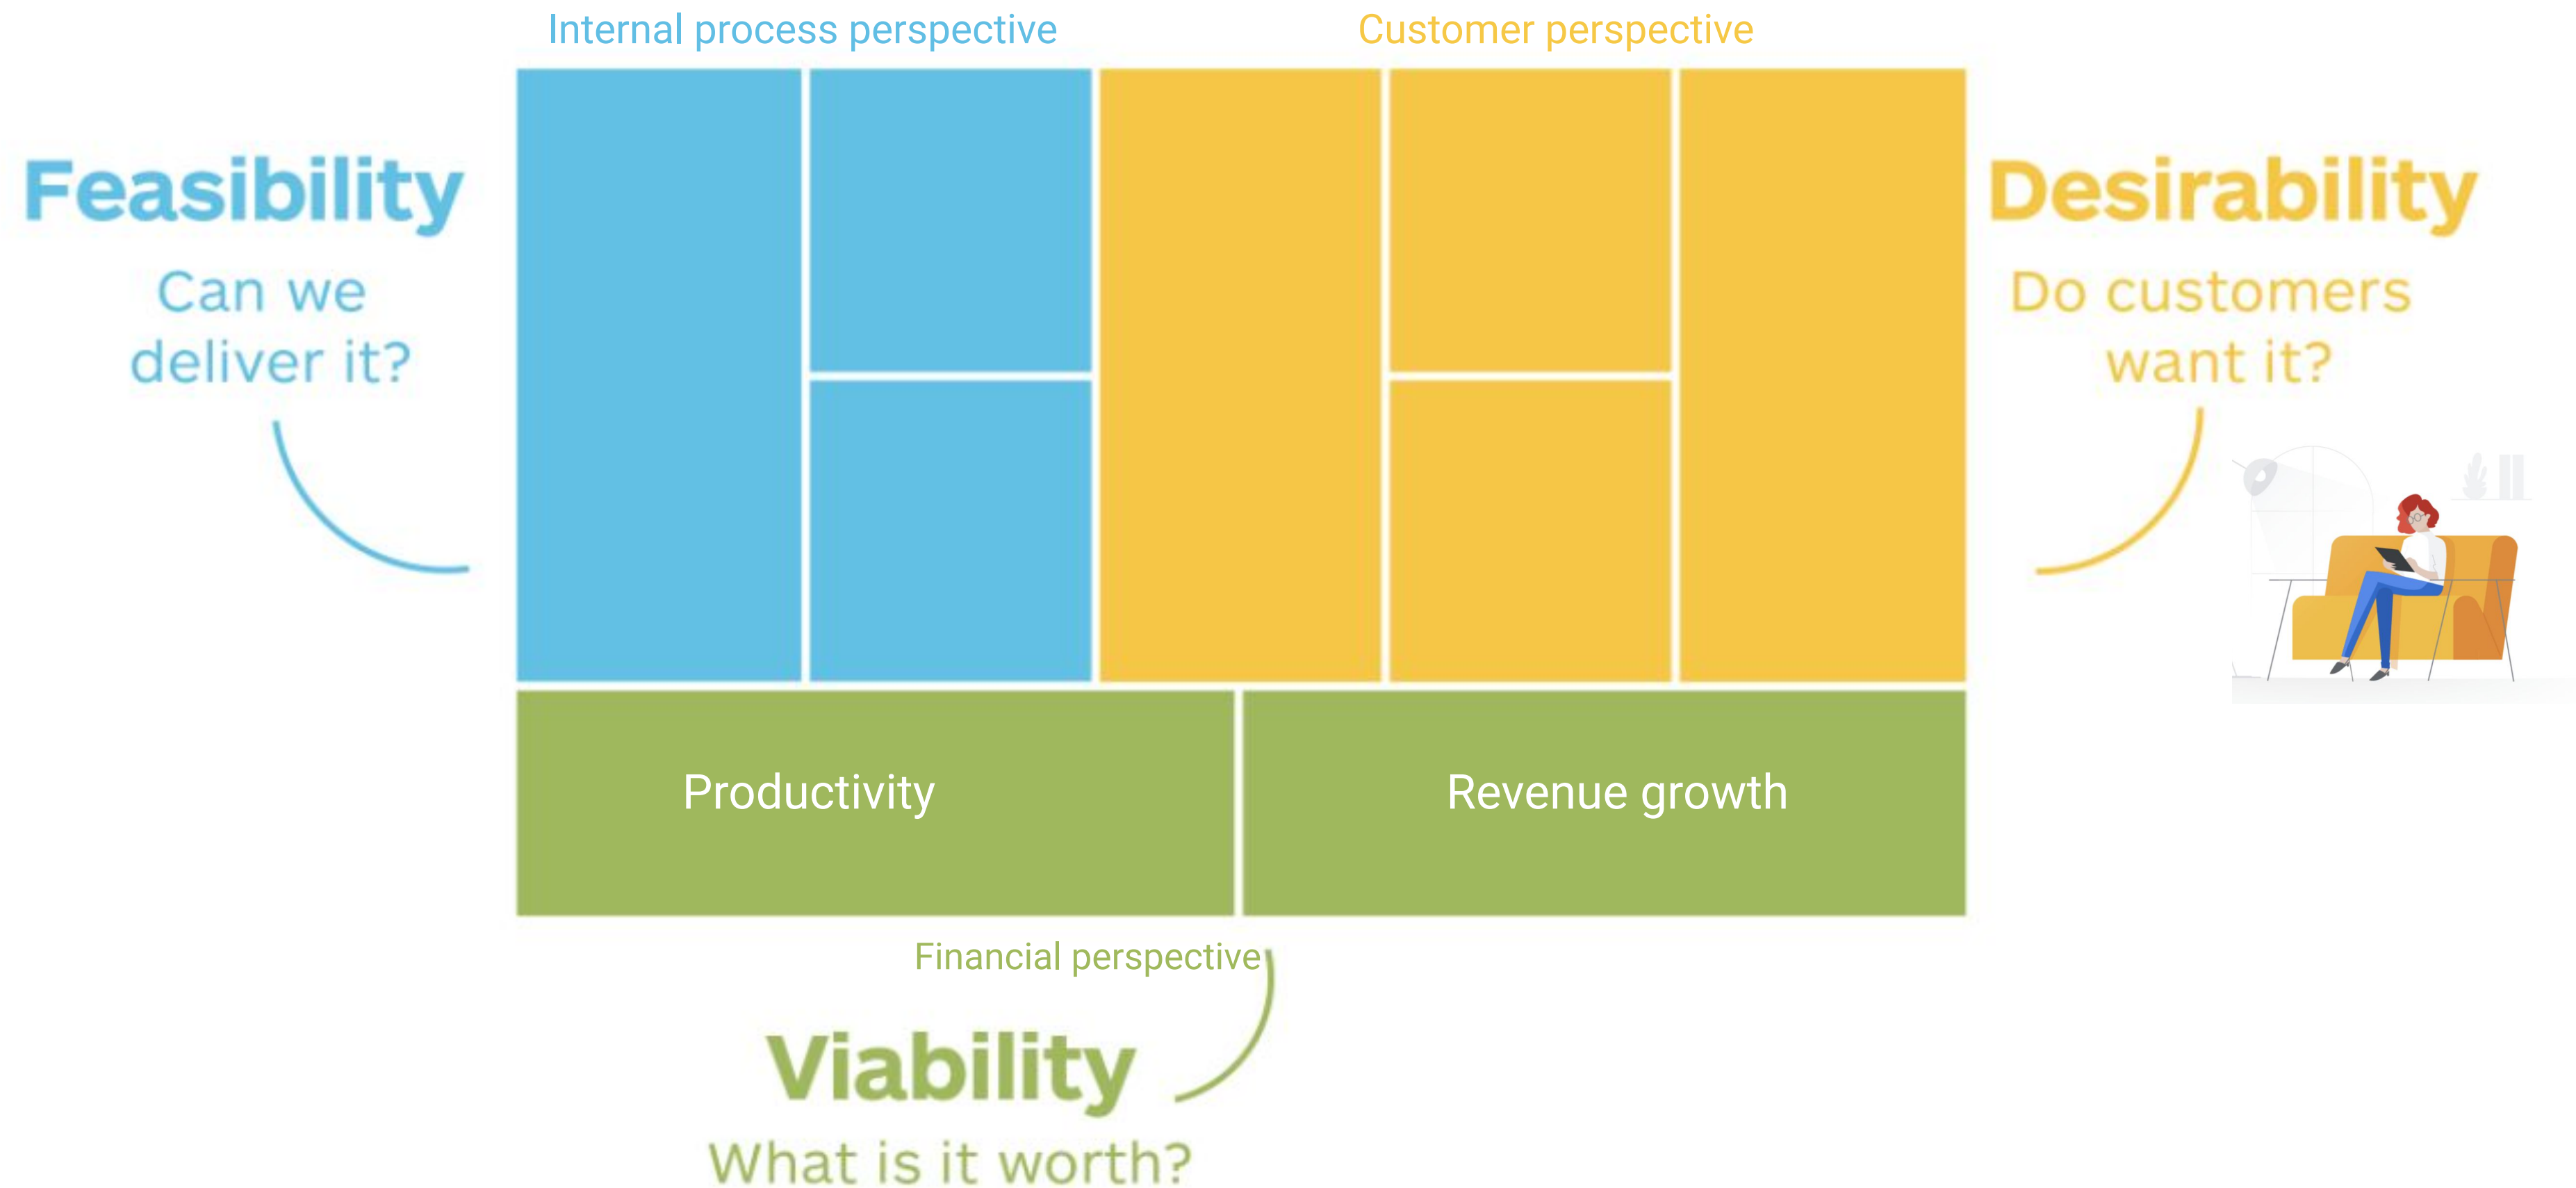 Internal process perspective
Customer perspective
Feasibility
Can we
deliver it?
Desirability
Do customers
want it?
Productivity
Revenue growth
Financial perspective
Viability
What is it worth?